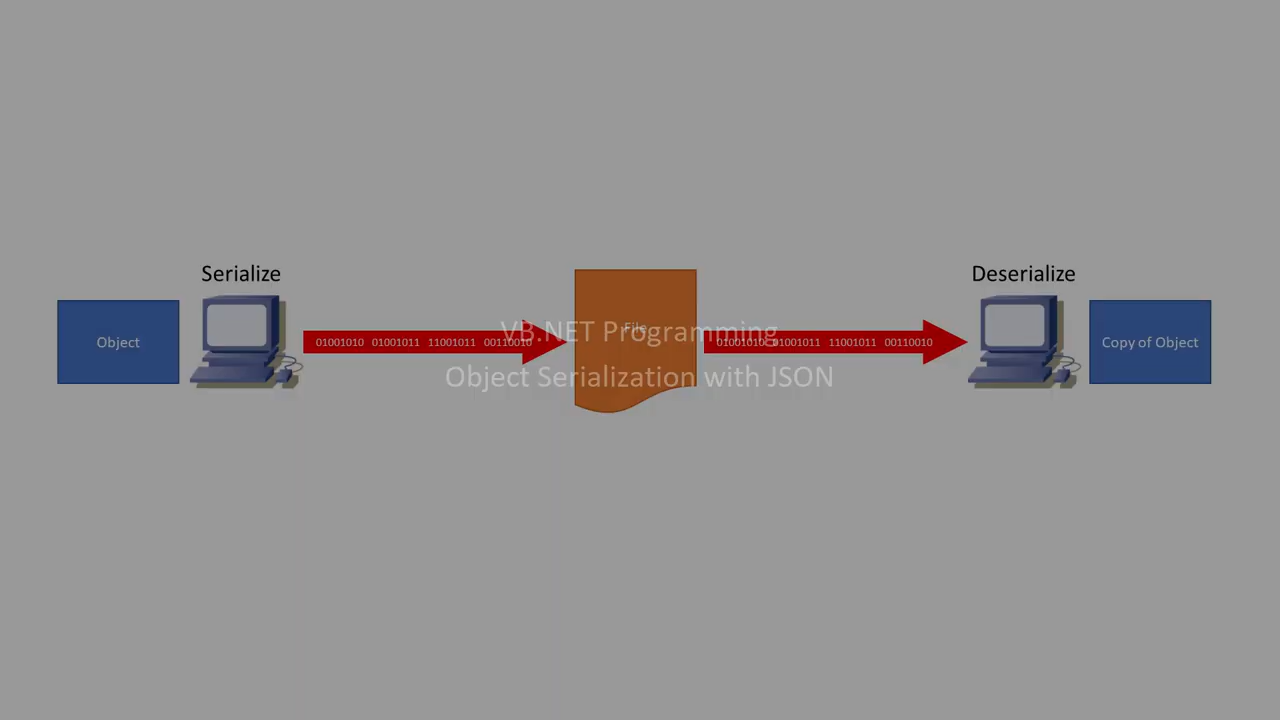 Serialize
Deserialize
Object
01001010 01001011 11001011 00110010
File
01001010 01001011 11001011 00110010
Copy of Object
VB.NET Programming
Object Serialization with JSON